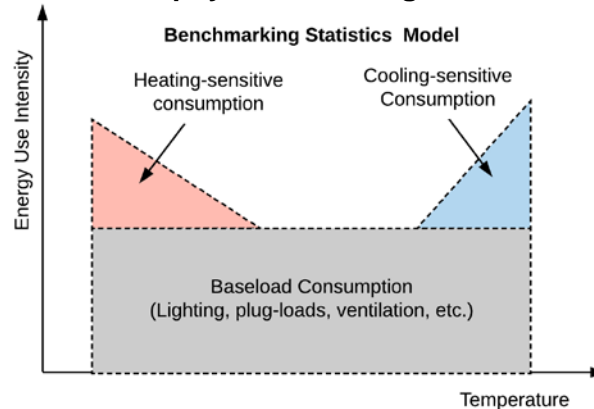 Benchmarking Statistics Model
Heating-sensitive
consumption
Cooling-sensitive
Consumption
Energy Use Intensity
Baseload Consumption
(Lighting, plug-loads, ventilation, etc.)
Temperature